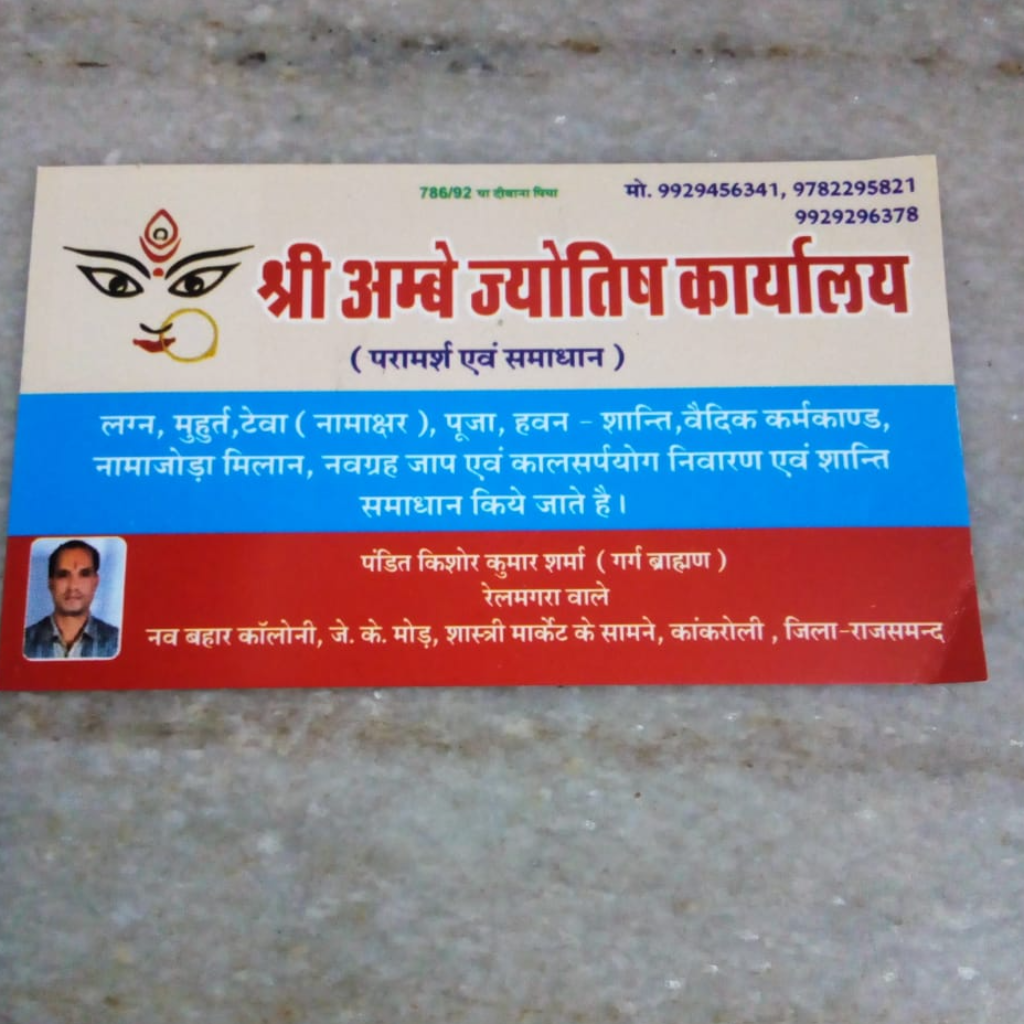 786/92 या दीवाना पिया
मो. 9929456341, 9782295821
9929296378
श्री अम्बे ज्योतिष कार्यालय
( परामर्श एवं समाधान )
लग्न, मुहुर्त,टेवा ( नामाक्षर ), पूजा, हवन - शान्ति,वैदिक कर्मकाण्ड,
नामाजोड़ा मिलान, नवग्रह जाप एवं कालसर्पयोग निवारण एवं शान्ति
समाधान किये जाते है।
पंडित किशोर कुमार शर्मा ( गर्ग ब्राह्मण )
रेलमगरा वाले
नव बहार कॉलोनी, जे. के. मोड़, शास्त्री मार्केट के सामने, कांकरोली , जिला-राजसमन्द